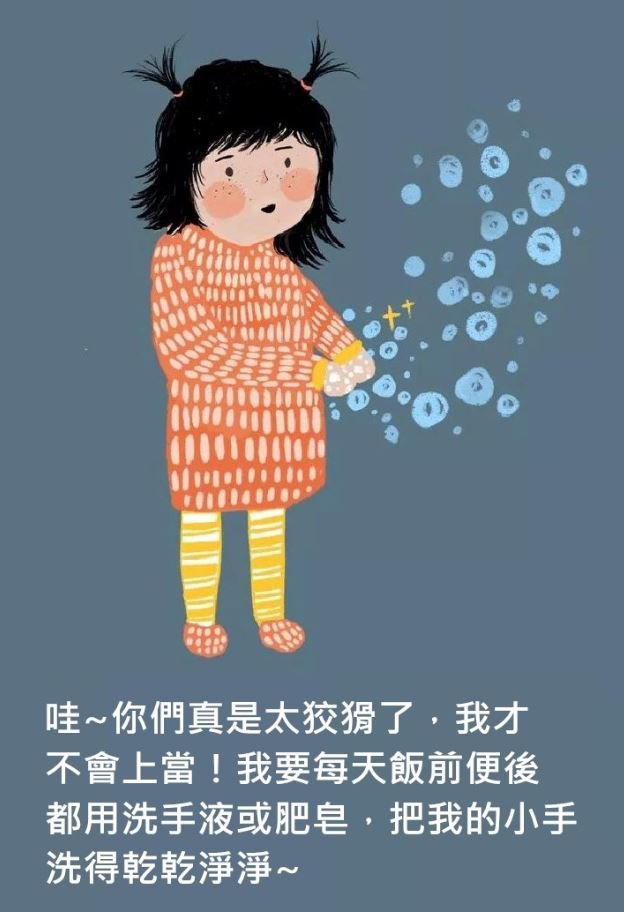 哇~你們真是太狡猾了，我才
不會上當！我要每天飯前便後
都用洗手液或肥皂，把我的小手
洗得乾乾淨淨~